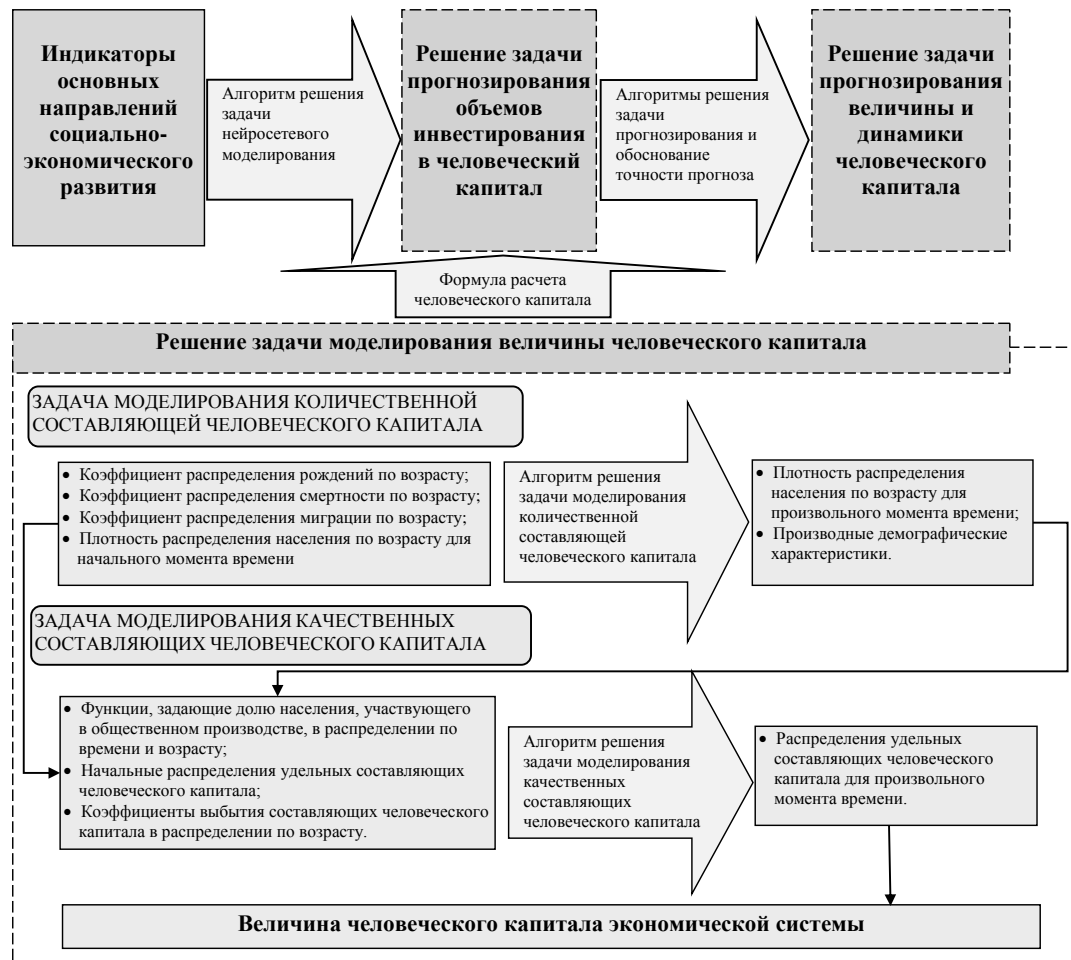 Индикаторы
основных
направлений
социально-
экономического
развития
Алгоритм решения
задачи
нейросетевого
моделирования
Решение задачи
прогнозирования
объемов
инвестирования
в человеческий
капитал
Алгоритмы решения
задачи
прогнозирования и
обоснование
точности прогноза
Решение задачи
прогнозирования
величины и
динамики
человеческого
капитала
Формула расчета
человеческого капитала
Решение задачи моделирования величины человеческого капитала
ЗАДАЧА МОДЕЛИРОВАНИЯ КОЛИЧЕСТВЕННОЙ
СОСТАВЛЯЮЩЕЙ ЧЕЛОВЕЧЕСКОГО КАПИТАЛА
• Коэффициент распределения рождений по возрасту;
• Коэффициент распределения смертности по возрасту;
• Коэффициент распределения миграции по возрасту;
• Плотность распределения населения по возрасту для
начального момента времени
Алгоритм решения
задачи моделирования
количественной
составляющей
человеческого капитала
• Плотность распределения
населения по возрасту для
произвольного момента времени;
• Производные демографические
характеристики.
ЗАДАЧА МОДЕЛИРОВАНИЯ КАЧЕСТВЕННЫХ
СОСТАВЛЯЮЩИХ ЧЕЛОВЕЧЕСКОГО КАПИТАЛА
• Функции, задающие долю населения, участвующего
в общественном производстве, в распределении по
времени и возрасту;
• Начальные распределения удельных составляющих
человеческого капитала;
• Коэффициенты выбытия составляющих человеческого
капитала в распределении по возрасту.
Алгоритм решения
задачи моделирования
качественных
составляющих
человеческого капитала
• Распределения удельных
составляющих человеческого
капитала для произвольного
момента времени.
Величина человеческого капитала экономической системы